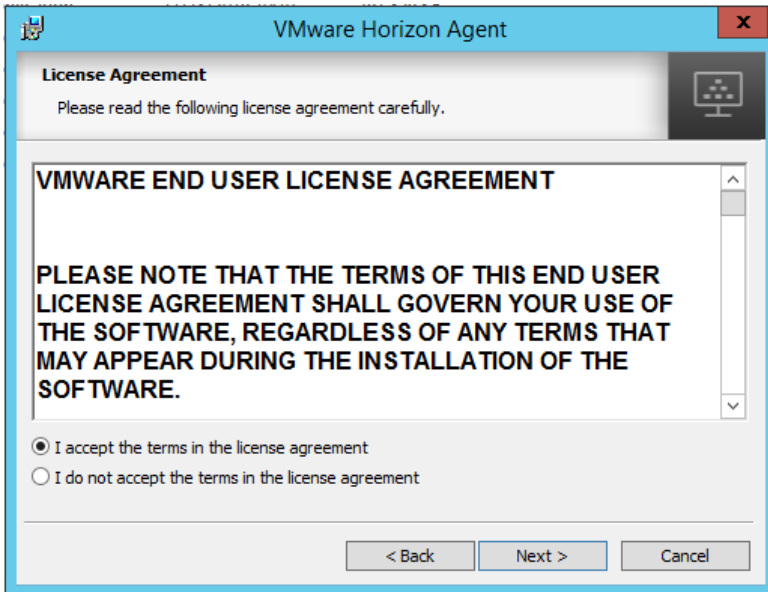 VMware Horizon Agent
x
License Agreement
Please read the following license agreement carefully.
VMWARE END USER LICENSE AGREEMENT
PLEASE NOTE THAT THE TERMS OF THIS END USER
LICENSE AGREEMENT SHALL GOVERN YOUR USE OF
THE SOFTWARE, REGARDLESS OF ANY TERMS THAT
MAY APPEAR DURING THE INSTALLATION OF THE
SOFTWARE.
I accept the terms in the license agreement
I do not accept the terms in the license agreement
< Back Next > Cancel